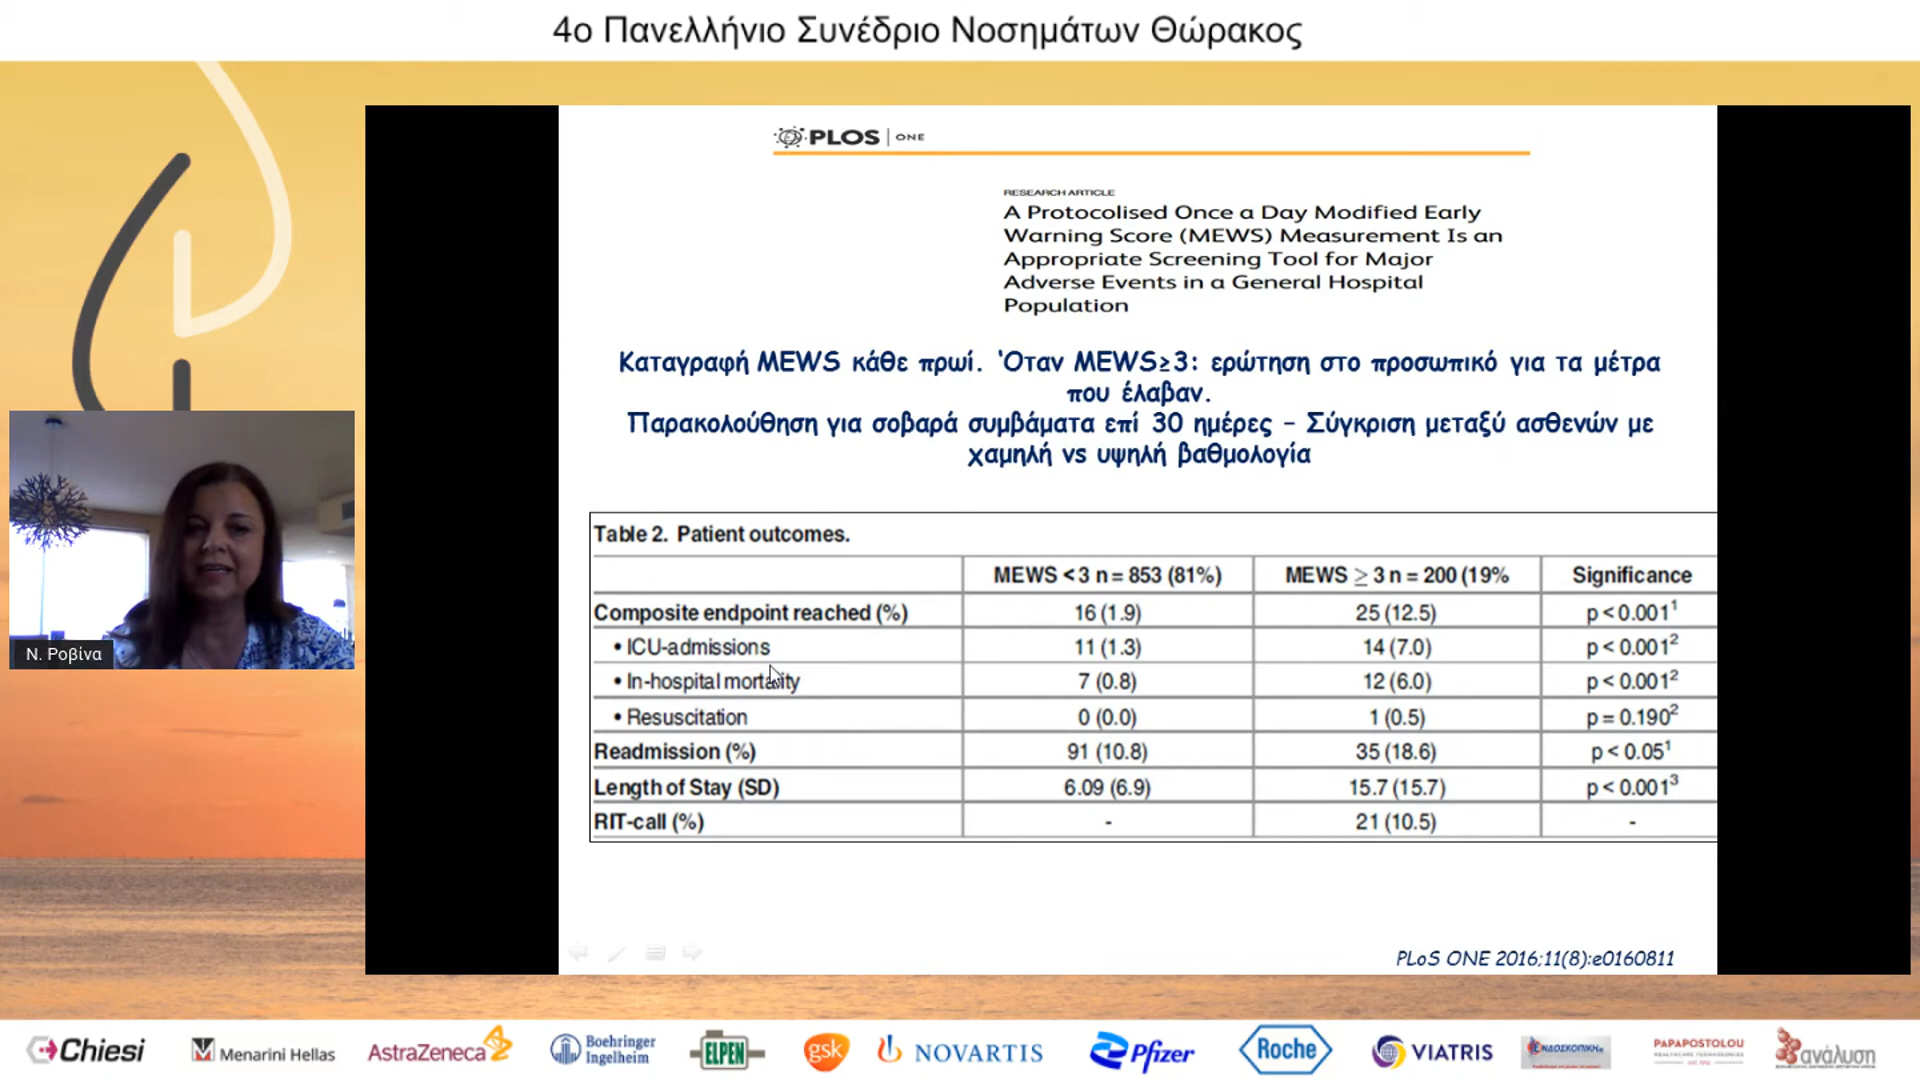 4ο Πανελλήνιο Συνέδριο Νοσημάτων Θώρακος
PLOS | ONE
RESEARCH ARTICLE
A Protocolised Once a Day Modified Early
Warning Score (MEWS) Measurement Is an
Appropriate Screening Tool for Major
Adverse Events in a General Hospital
Population
Καταγραφή MEWS κάθε πρωί. Όταν MEWS≥3: ερώτηση στο προσωπικό για τα μέτρα
που έλαβαν.
Παρακολούθηση για σοβαρά συμβάματα επί 30 ημέρες – Σύγκριση μεταξύ ασθενών με
χαμηλή vs υψηλή βαθμολογία
Table 2. Patient outcomes.
MEWS < 3 n = 853 (81%) MEWS ≥ 3 n = 200 (19% Significance
Composite endpoint reached (%) 16 (1.9) 25 (12.5) p < 0.001¹
• ICU-admissions 11 (1.3) 14 (7.0) p < 0.001²
• In-hospital mortality 7 (0.8) 12 (6.0) p < 0.001²
• Resuscitation 0 (0.0) 1 (0.5) p = 0.190²
Readmission (%) 91 (10.8) 35 (18.6) p < 0.05¹
Length of Stay (SD) 6.09 (6.9) 15.7 (15.7) p < 0.001³
RIT-call (%) - 21 (10.5) -
PLoS ONE 2016;11(8):e0160811
Ν. Ροβίνα
Chiesi
Menarini Hellas
AstraZeneca
Boehringer
Ingelheim
ELPEN
gsk
NOVARTIS
Pfizer
Roche
VIATRIS
ΕΝΔΟΣΚΟΠΙΚΗ
PAPAPOSTOLOU
ανάλυση